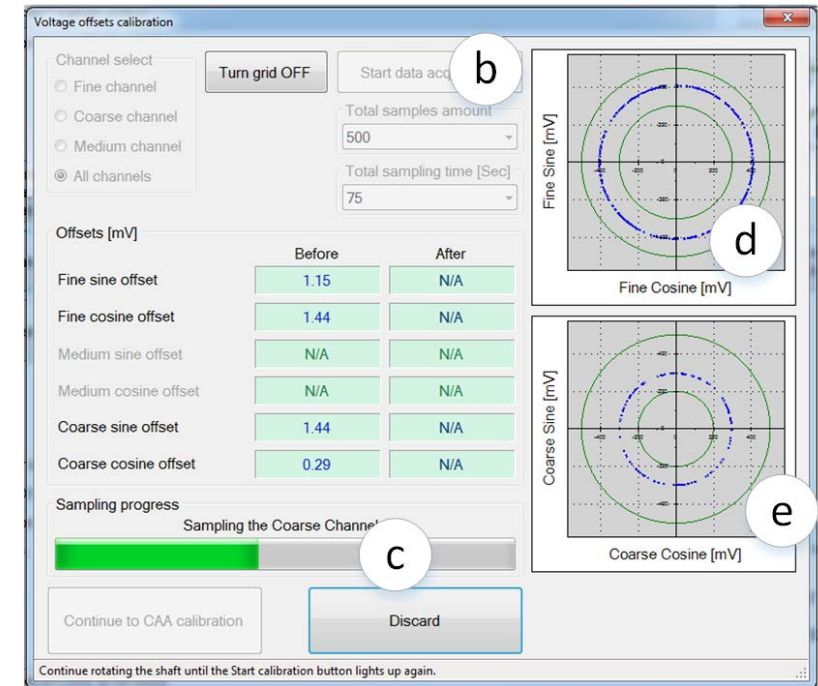 Voltage offsets calibration
Channel select
Fine channel
Coarse channel
Medium channel
All channels
Turn grid OFF
Start data acq
b
Total samples amount
500
Total sampling time [Sec]
75
Offsets [mV]
Before After
Fine sine offset 1.15 N/A
Fine cosine offset 1.44 N/A
Medium sine offset N/A N/A
Medium cosine offset N/A N/A
Coarse sine offset 1.44 N/A
Coarse cosine offset 0.29 N/A
Sampling progress
Sampling the Coarse Channel
c
Continue to CAA calibration
Discard
Continue rotating the shaft until the Start calibration button lights up again.
Fine Sine [mV]
d
Fine Cosine [mV]
Coarse Sine [mV]
e
Coarse Cosine [mV]